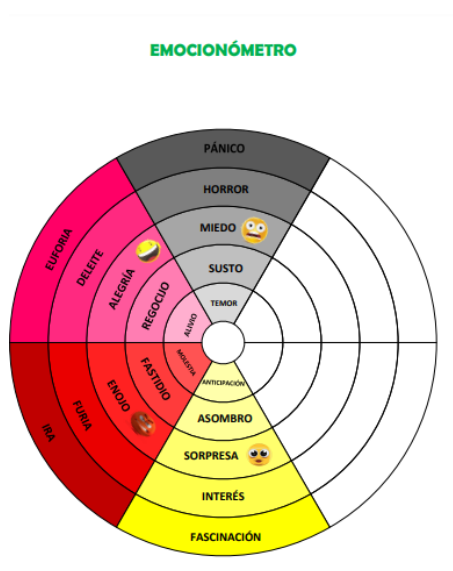 EMOCIONÓMETRO
PÁNICO
HORROR
MIEDO
SUSTO
TEMOR
EUFORIA
DELEITE
ALEGRÍA
REGOCIJO
ALIVIO
MOLESTIA
FASTIDIO
ENOJO
FURIA
IRA
ANTICIPACIÓN
ASOMBRO
SORPRESA
INTERÉS
FASCINACIÓN